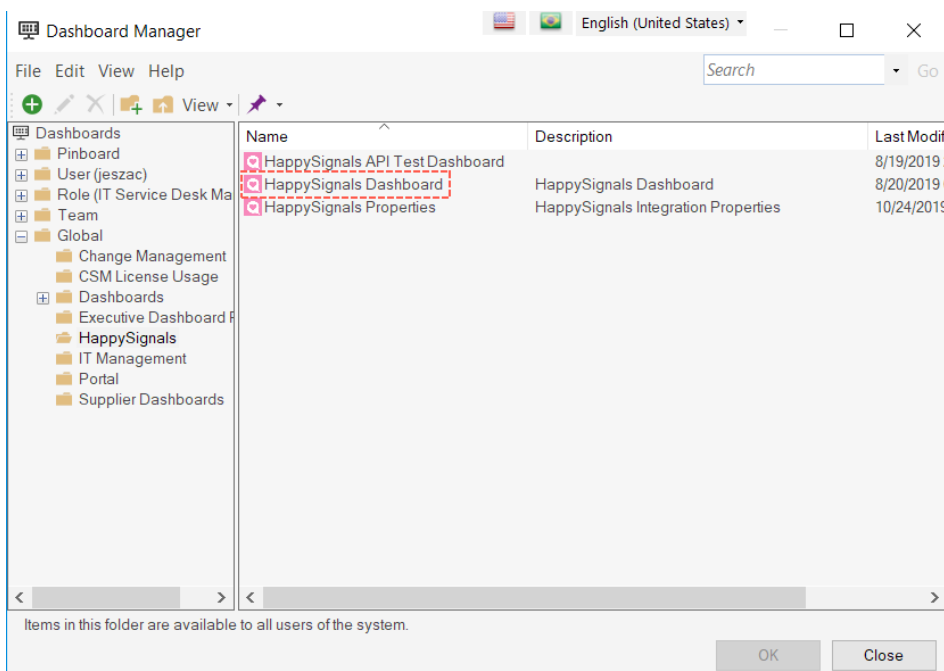 Dashboard Manager
English (United States)
File Edit View Help
Search
Go
View
Dashboards
Pinboard
User (jeszac)
Role (IT Service Desk Ma
Team
Global
Change Management
CSM License Usage
Dashboards
Executive Dashboard
HappySignals
IT Management
Portal
Supplier Dashboards
Name Description Last Modif
HappySignals API Test Dashboard 8/19/2019
HappySignals Dashboard HappySignals Dashboard 8/20/2019
HappySignals Properties HappySignals Integration Properties 10/24/2019
Items in this folder are available to all users of the system.
OK Close